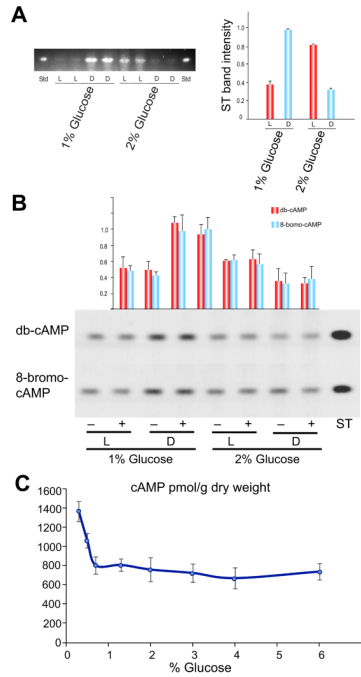 A
Std L L D D L L D D Std
1% Glucose
2% Glucose
ST band intensity
1.0
0.8
0.6
0.4
0.2
0
L D L D
1% Glucose
2% Glucose
B
1.0
0.8
0.6
0.4
0.2
0
db-cAMP
8-bomo-cAMP
db-cAMP
8-bromo-
cAMP
– + – + – + – + ST
L D L D
1% Glucose 2% Glucose
C
cAMP pmol/g dry weight
1600
1400
1200
1000
800
600
400
200
0
0 1 2 3 4 5 6
% Glucose